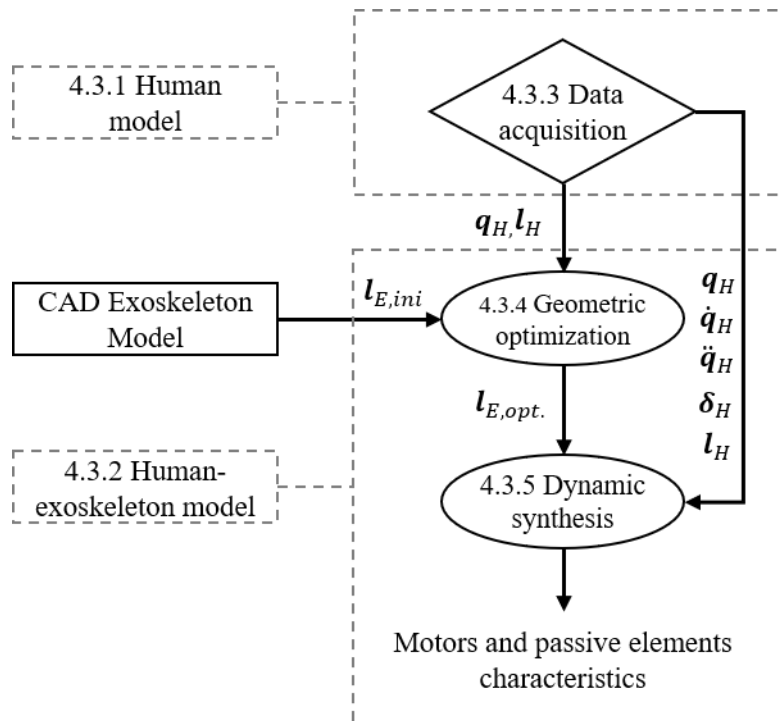 4.3.1 Human
model
4.3.3 Data
acquisition
q_H, l_H
CAD Exoskeleton
Model
l_{E,ini}
4.3.4 Geometric
optimization
q_H
q̇_H
q̈_H
δ_H
l_H
l_{E,opt.}
4.3.2 Human-
exoskeleton model
4.3.5 Dynamic
synthesis
Motors and passive elements
characteristics